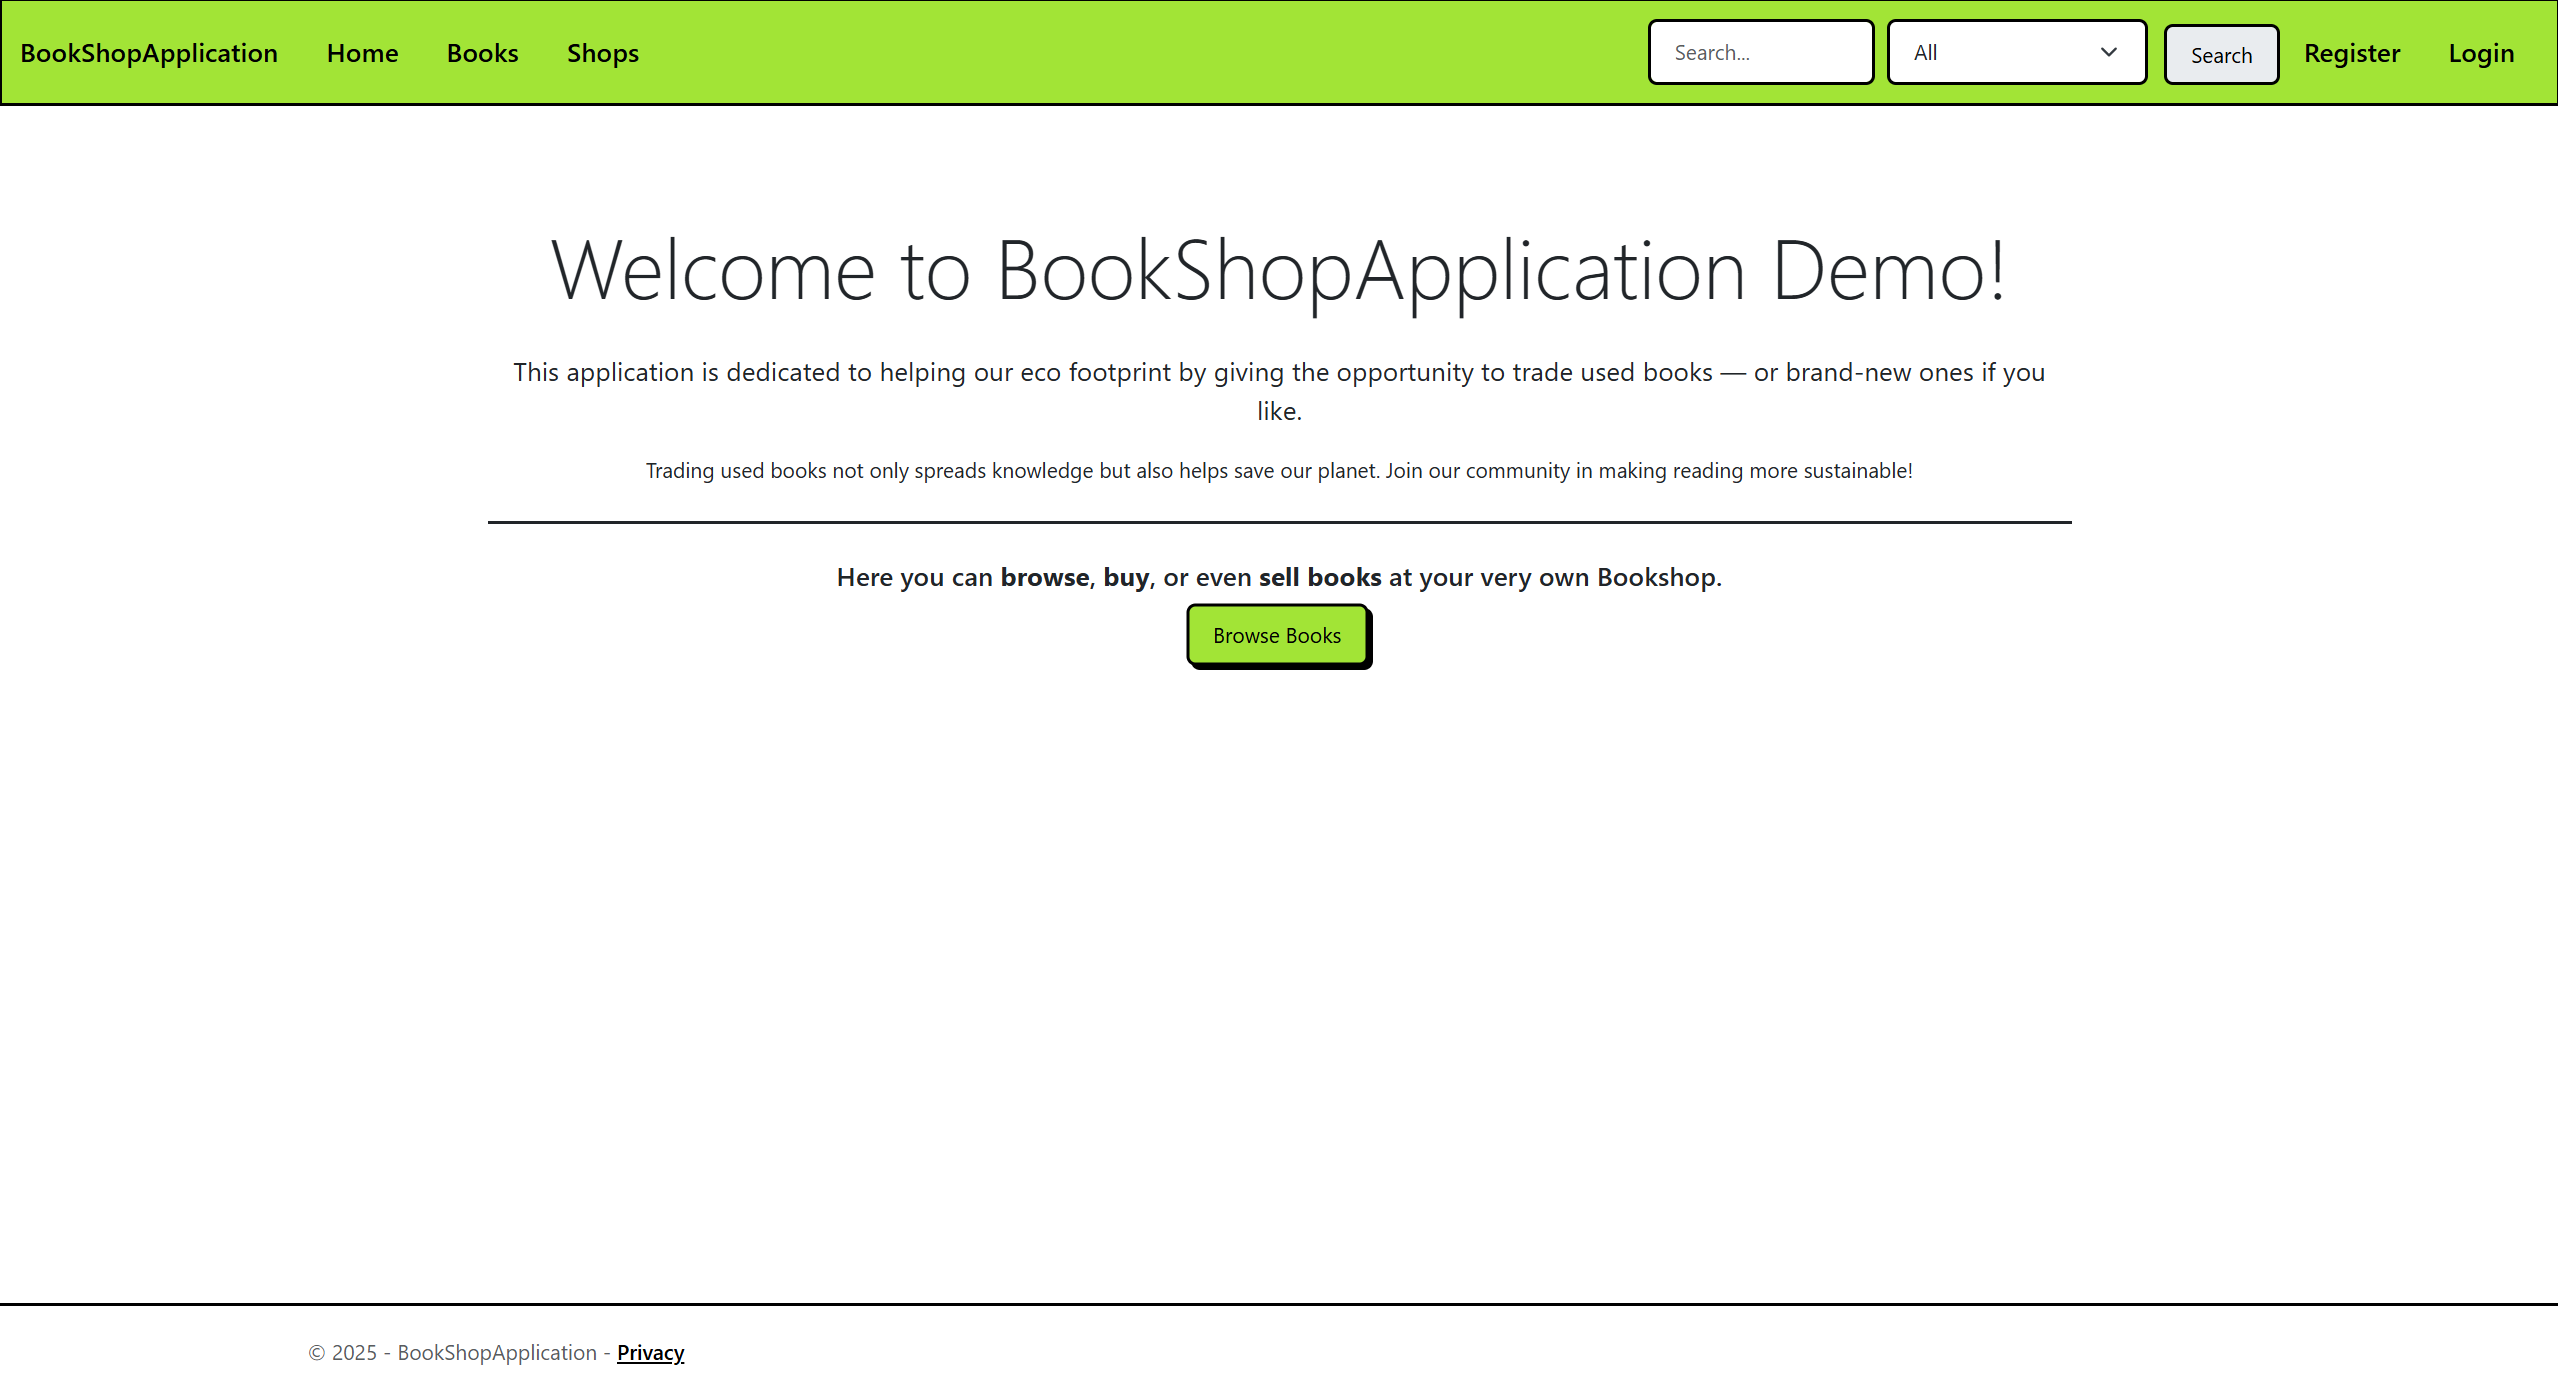 BookShopApplication Home Books Shops Search... All Search Register Login
Welcome to BookShopApplication Demo!
This application is dedicated to helping our eco footprint by giving the opportunity to trade used books — or brand-new ones if you
like.
Trading used books not only spreads knowledge but also helps save our planet. Join our community in making reading more sustainable!
Here you can browse, buy, or even sell books at your very own Bookshop.
Browse Books
© 2025 - BookShopApplication - Privacy